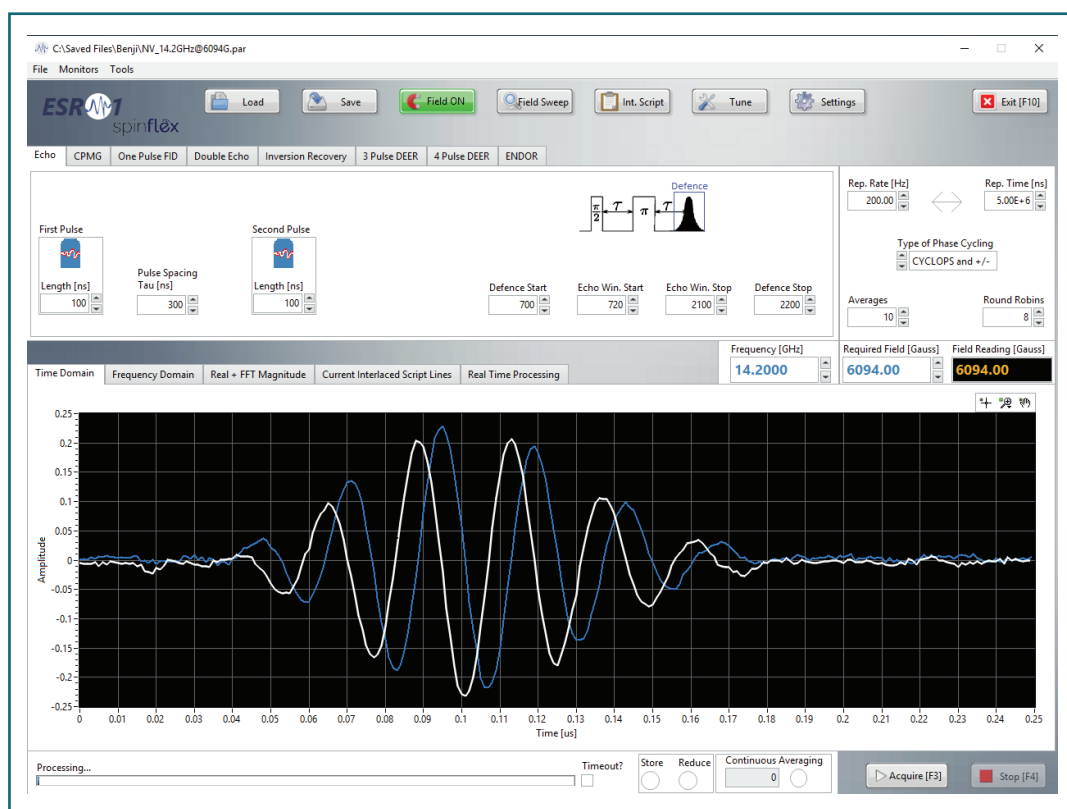 C:\Saved Files\Benji\NV_14.2GHz@6094G.par
File Monitors Tools
ESR 1
spinflex
Load
Save
Field ON
Field Sweep
Int. Script
Tune
Settings
Exit [F10]
Echo CPMG One Pulse FID Double Echo Inversion Recovery 3 Pulse DEER 4 Pulse DEER ENDOR
Defence
π/2 τ π τ
First Pulse
Length [ns]
100
Pulse Spacing
Tau [ns]
300
Second Pulse
Length [ns]
100
Defence Start
700
Echo Win. Start
720
Echo Win. Stop
2100
Defence Stop
2200
Rep. Rate [Hz]
200.00
Rep. Time [ns]
5.00E+6
Type of Phase Cycling
CYCLOPS and +/-
Averages
10
Round Robins
8
Frequency [GHz]
14.2000
Required Field [Gauss]
6094.00
Field Reading [Gauss]
6094.00
Time Domain Frequency Domain Real + FFT Magnitude Current Interlaced Script Lines Real Time Processing
Amplitude
0.25
0.2
0.15
0.1
0.05
0
-0.05
-0.1
-0.15
-0.2
-0.25
0 0.01 0.02 0.03 0.04 0.05 0.06 0.07 0.08 0.09 0.1 0.11 0.12 0.13 0.14 0.15 0.16 0.17 0.18 0.19 0.2 0.21 0.22 0.23 0.24 0.25
Time [us]
Processing...
Timeout?
Store
Reduce
Continuous Averaging
0
Acquire [F3]
Stop [F4]